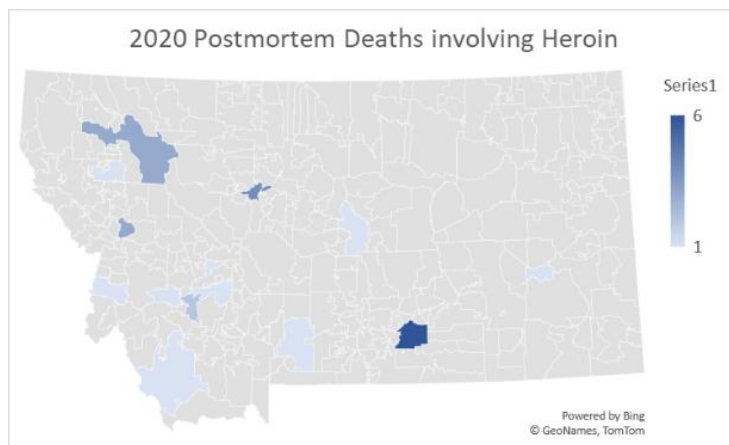 2020 Postmortem Deaths involving Heroin
Series1
6
1
Powered by Bing
© GeoNames, TomTom